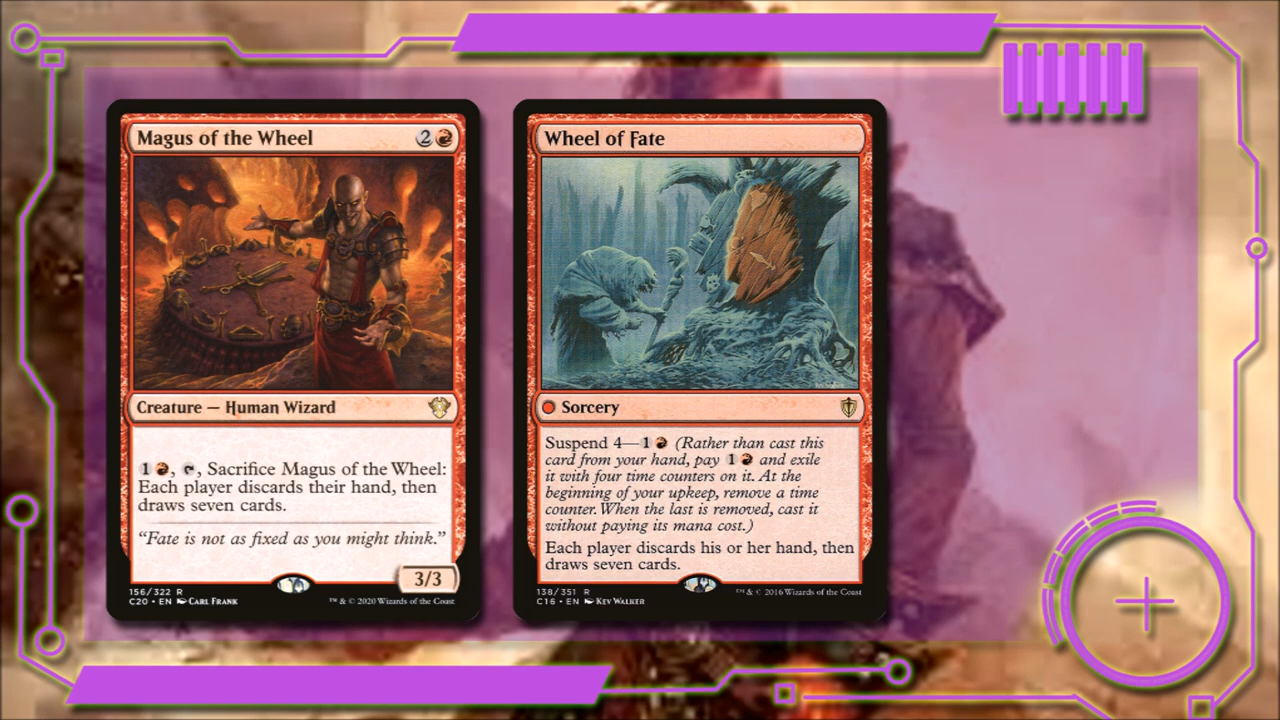 Magus of the Wheel 2
Creature — Human Wizard
1, , Sacrifice Magus of the Wheel:
Each player discards their hand, then
draws seven cards.
“Fate is not as fixed as you might think.”
3/3
156/322 R
C20 • EN CARL FRANK
™ & © 2020 Wizards of the Coast
Wheel of Fate
Sorcery
Suspend 4—1 (Rather than cast this
card from your hand, pay 1 and exile
it with four time counters on it. At the
beginning of your upkeep, remove a time
counter. When the last is removed, cast it
without paying its mana cost.)
Each player discards his or her hand, then
draws seven cards.
138/351 R
C16 • EN KEV WALKER
™ & © 2016 Wizards of the Coast